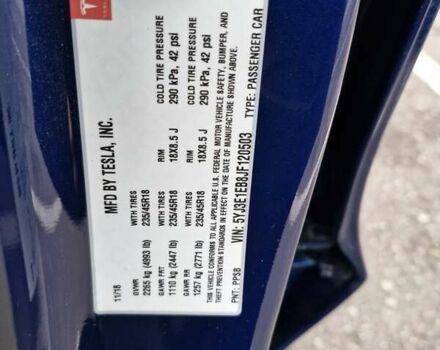 TESLA
MFD BY TESLA, INC.
11/18
GVWR
2265 kg (4993 lb)
GAWR FRT WITH TIRES RIM COLD TIRE PRESSURE
1110 kg (2447 lb) 235/45R18 18X8.5 J 290 kPa, 42 psi
GAWR RR WITH TIRES RIM COLD TIRE PRESSURE
1257 kg (2771 lb) 235/45R18 18X8.5 J 290 kPa, 42 psi
THIS VEHICLE CONFORMS TO ALL APPLICABLE U.S. FEDERAL MOTOR VEHICLE SAFETY, BUMPER, AND
THEFT PREVENTION STANDARDS IN EFFECT ON THE DATE OF MANUFACTURE SHOWN ABOVE.
VIN: 5YJ3E1EB8JF120503
PNT: PPSB TYPE: PASSENGER CAR